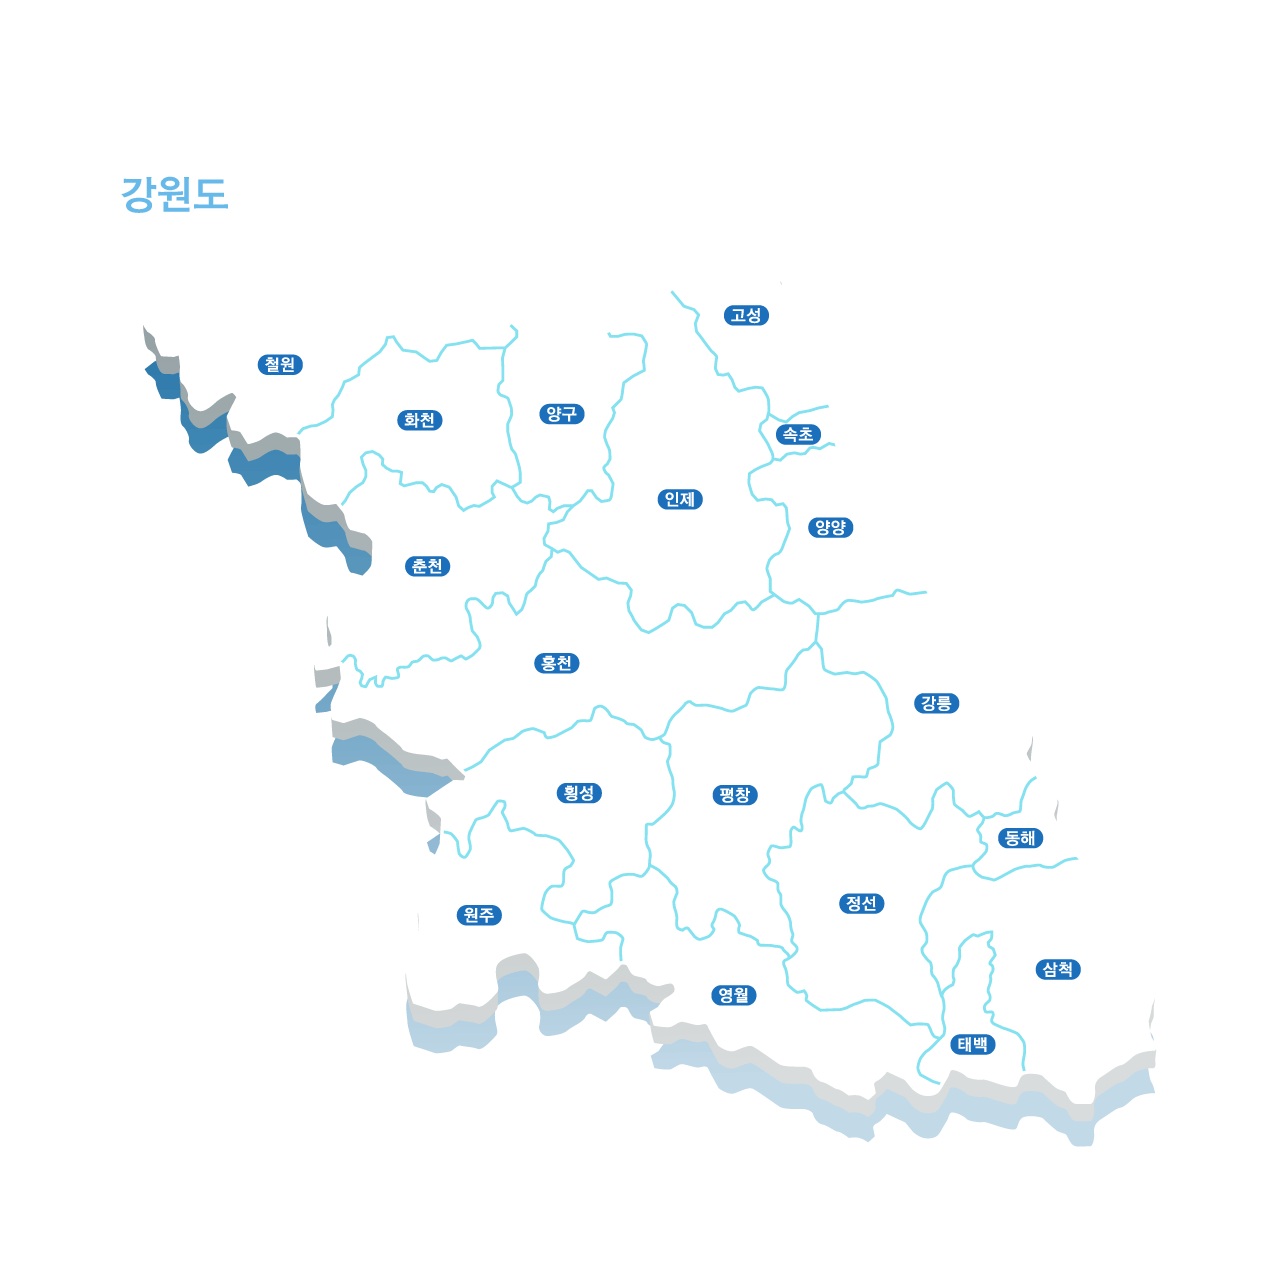 강원도
고성
철원
양구
화천
속초
인제
양양
춘천
홍천
강릉
횡성
평창
동해
정선
원주
삼척
영월
태백